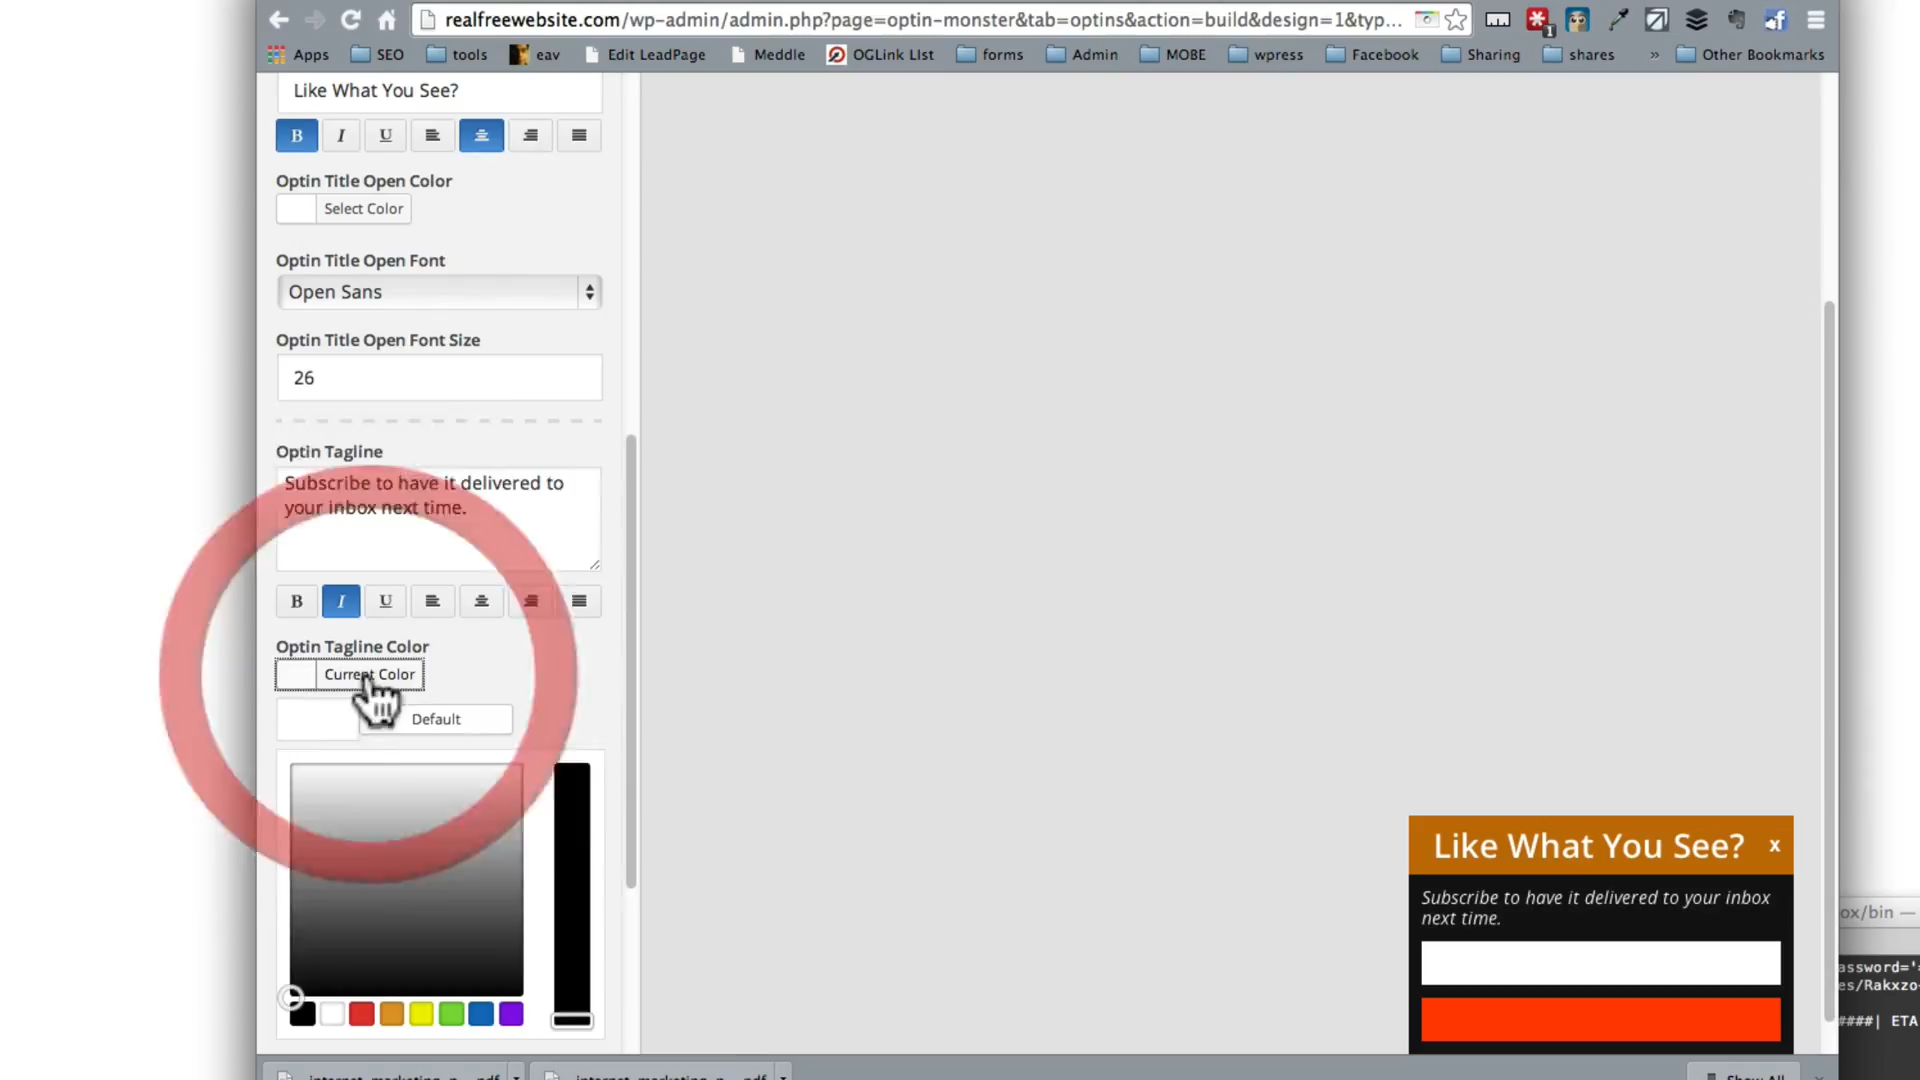 realfreewebsite.com/wp-admin/admin.php?page=optin-monster&tab=optins&action=build&design=1&typ...
Apps SEO tools eav Edit LeadPage Meddle OGLink LIst forms Admin MOBE wpress Facebook Sharing shares » Other Bookmarks
Like What You See?
B I U
Optin Title Open Color
Select Color
Optin Title Open Font
Open Sans
Optin Title Open Font Size
26
Optin Tagline
Subscribe to have it delivered to
your inbox next time.
B I U
Optin Tagline Color
Current Color
Default
Like What You See? x
Subscribe to have it delivered to your inbox
next time.
ox/bin —
assword='
es/Rakxzo
####| ETA
Show All